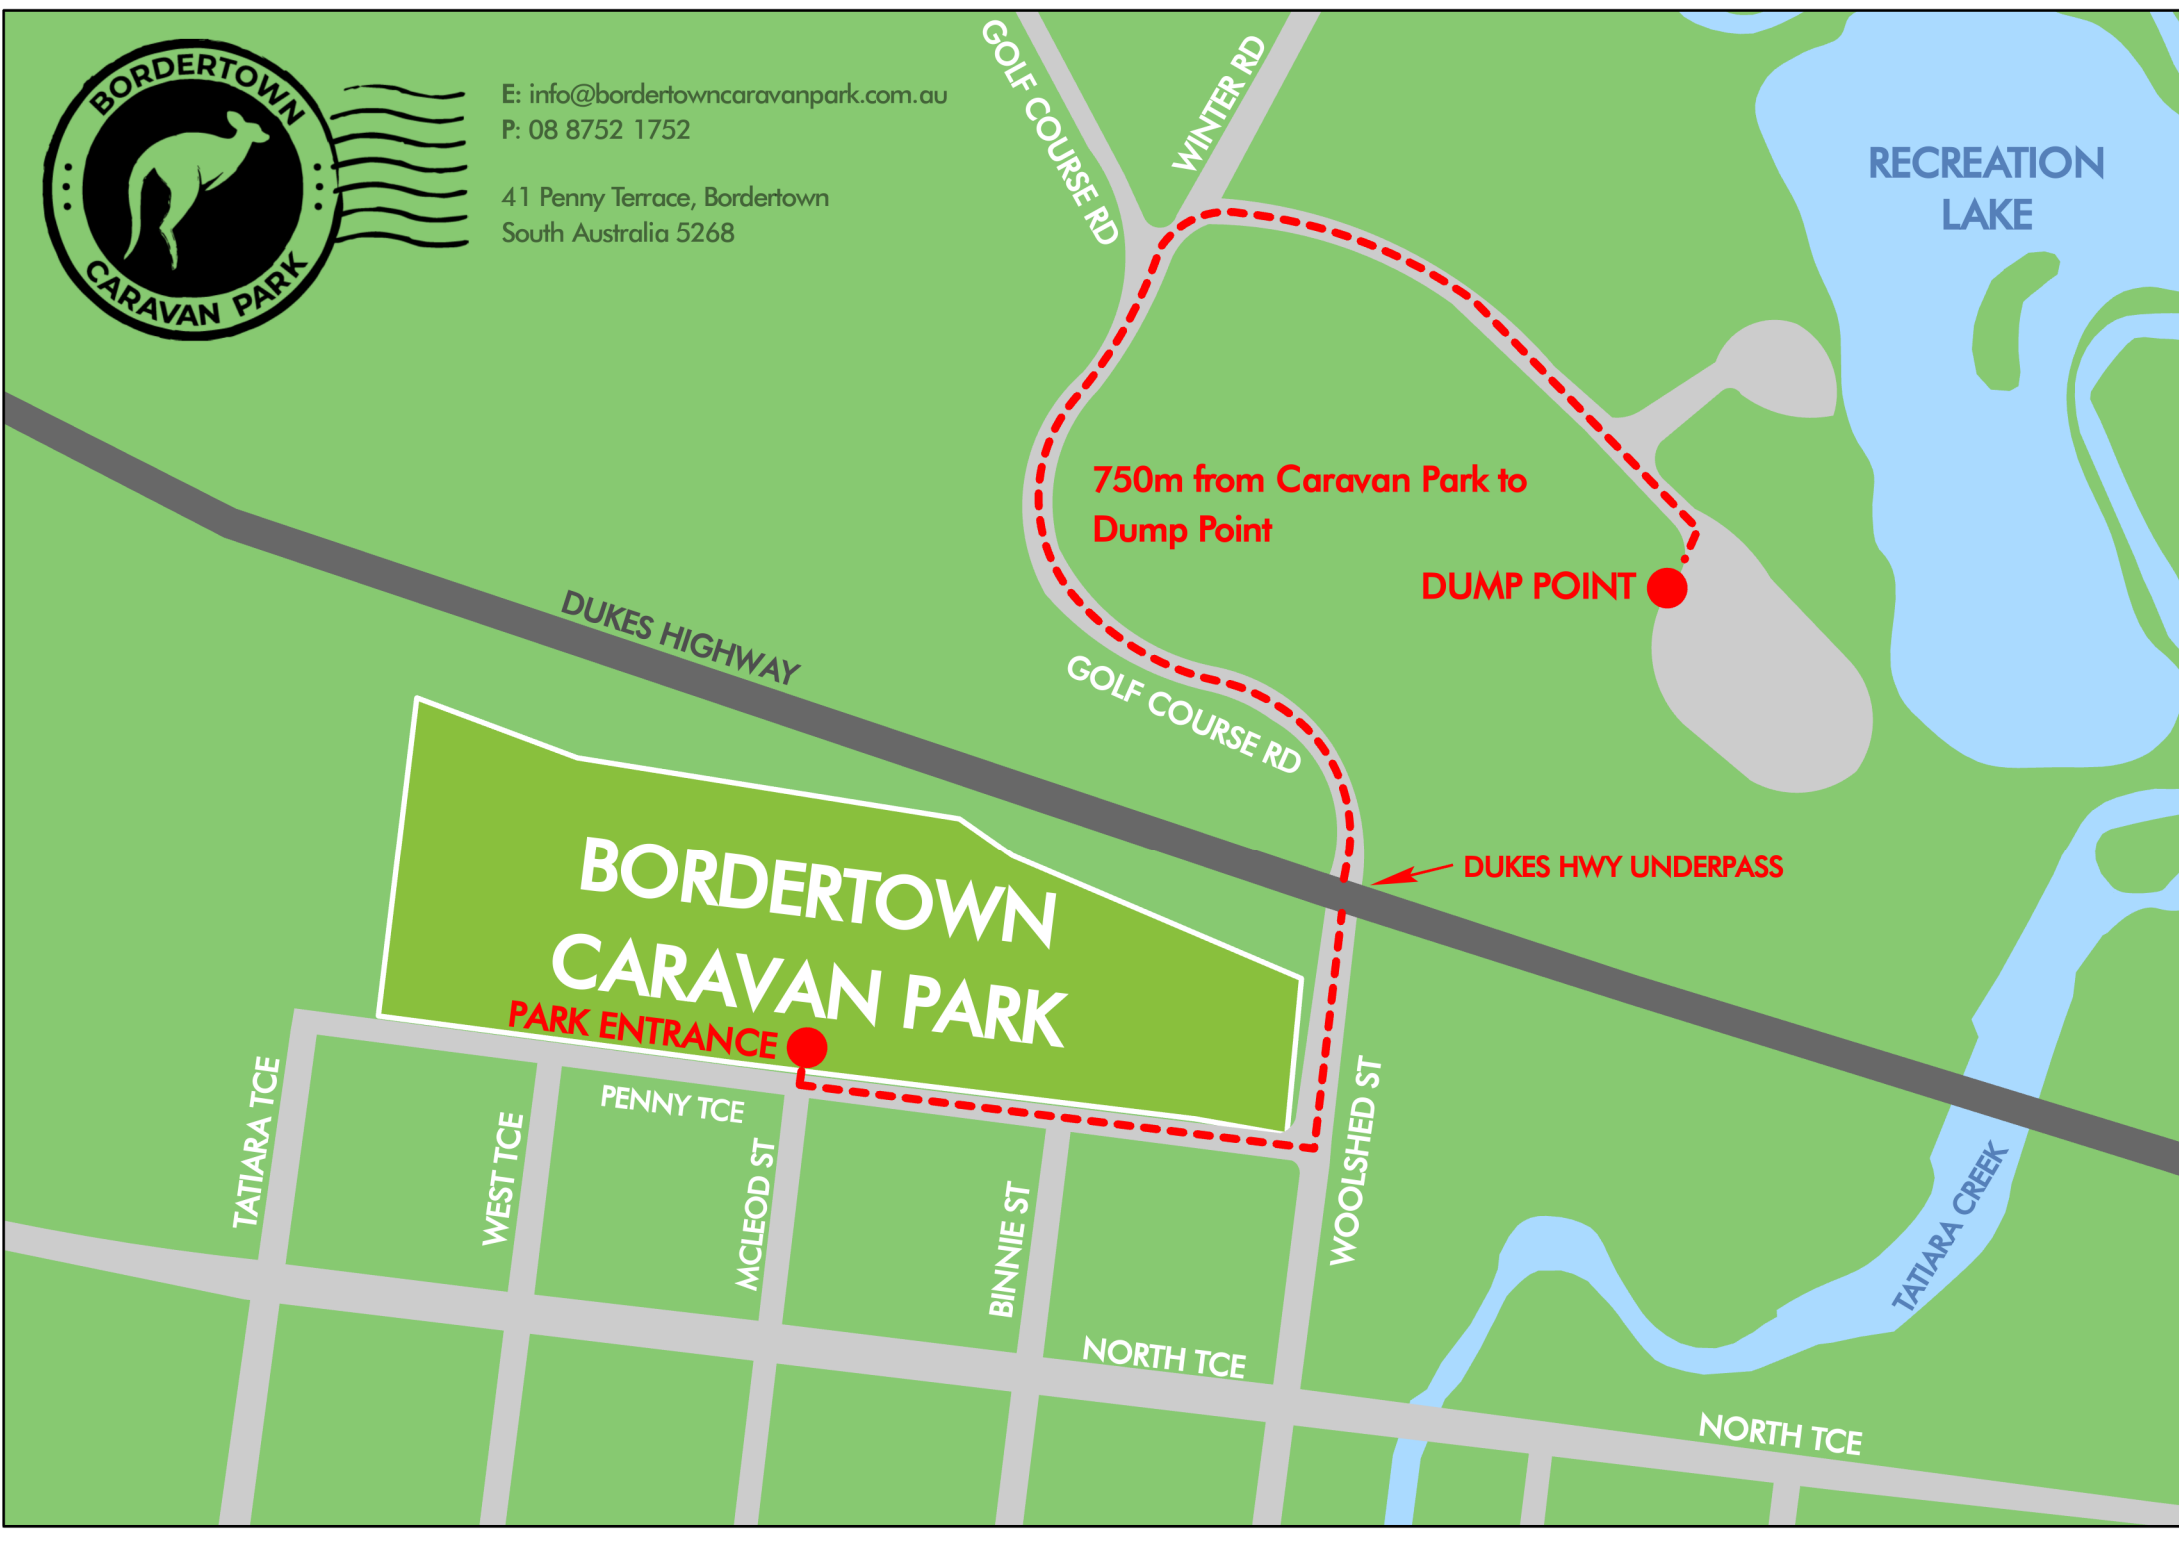 BORDERTOWN
CARAVAN PARK
E: info@bordertowncaravanpark.com.au
P: 08 8752 1752
41 Penny Terrace, Bordertown
South Australia 5268
GOLF COURSE RD
WINTER RD
RECREATION
LAKE
750m from Caravan Park to
Dump Point
DUMP POINT
DUKES HIGHWAY
GOLF COURSE RD
DUKES HWY UNDERPASS
BORDERTOWN
CARAVAN PARK
PARK ENTRANCE
PENNY TCE
TATIARA TCE
WEST TCE
MCLEOD ST
BINNIE ST
WOOLSHED ST
TATIARA CREEK
NORTH TCE
NORTH TCE